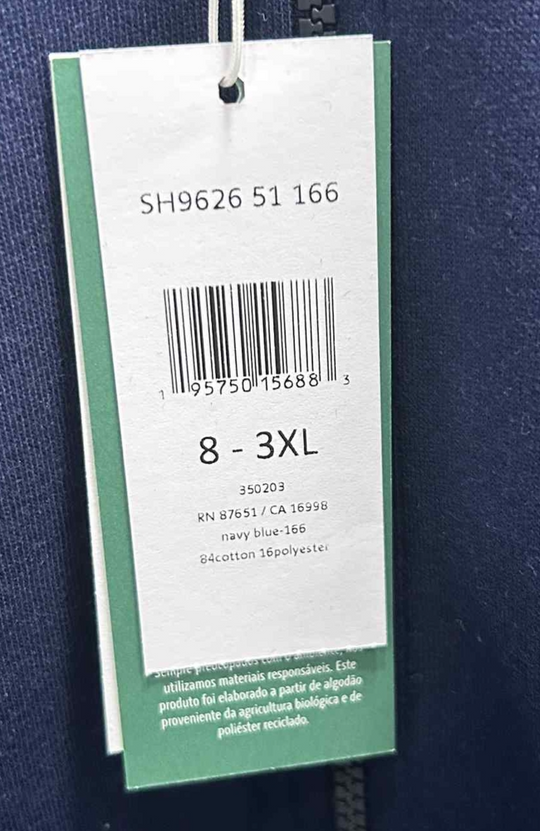 SH9626 51 166
1 95750 15688 3
8 - 3XL
350203
RN 87651 / CA 16998
navy blue-166
84cotton 16polyester
utilizamos materiais responsáveis. Este
produto foi elaborado a partir de algodão
proveniente da agricultura biológica e de
poliéster reciclado.